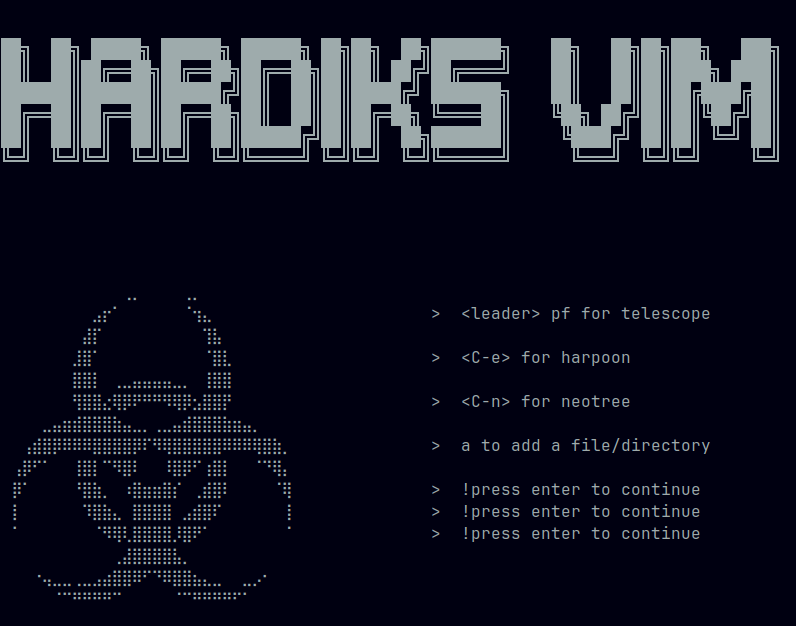 HARDIKS VIM
> <leader> pf for telescope
> <C-e> for harpoon
> <C-n> for neotree
> a to add a file/directory
> !press enter to continue
> !press enter to continue
> !press enter to continue